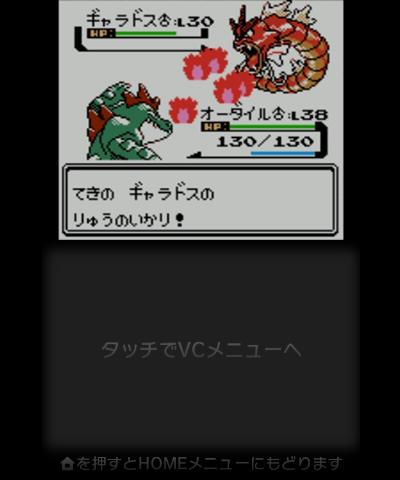 ギャラドス♂:L30
HP:
オーダイル♂:L38
HP:
130/130
てきの ギャラドスの
りゅうのいかり!
タッチでVCメニューへ
を押すとHOMEメニューにもどります